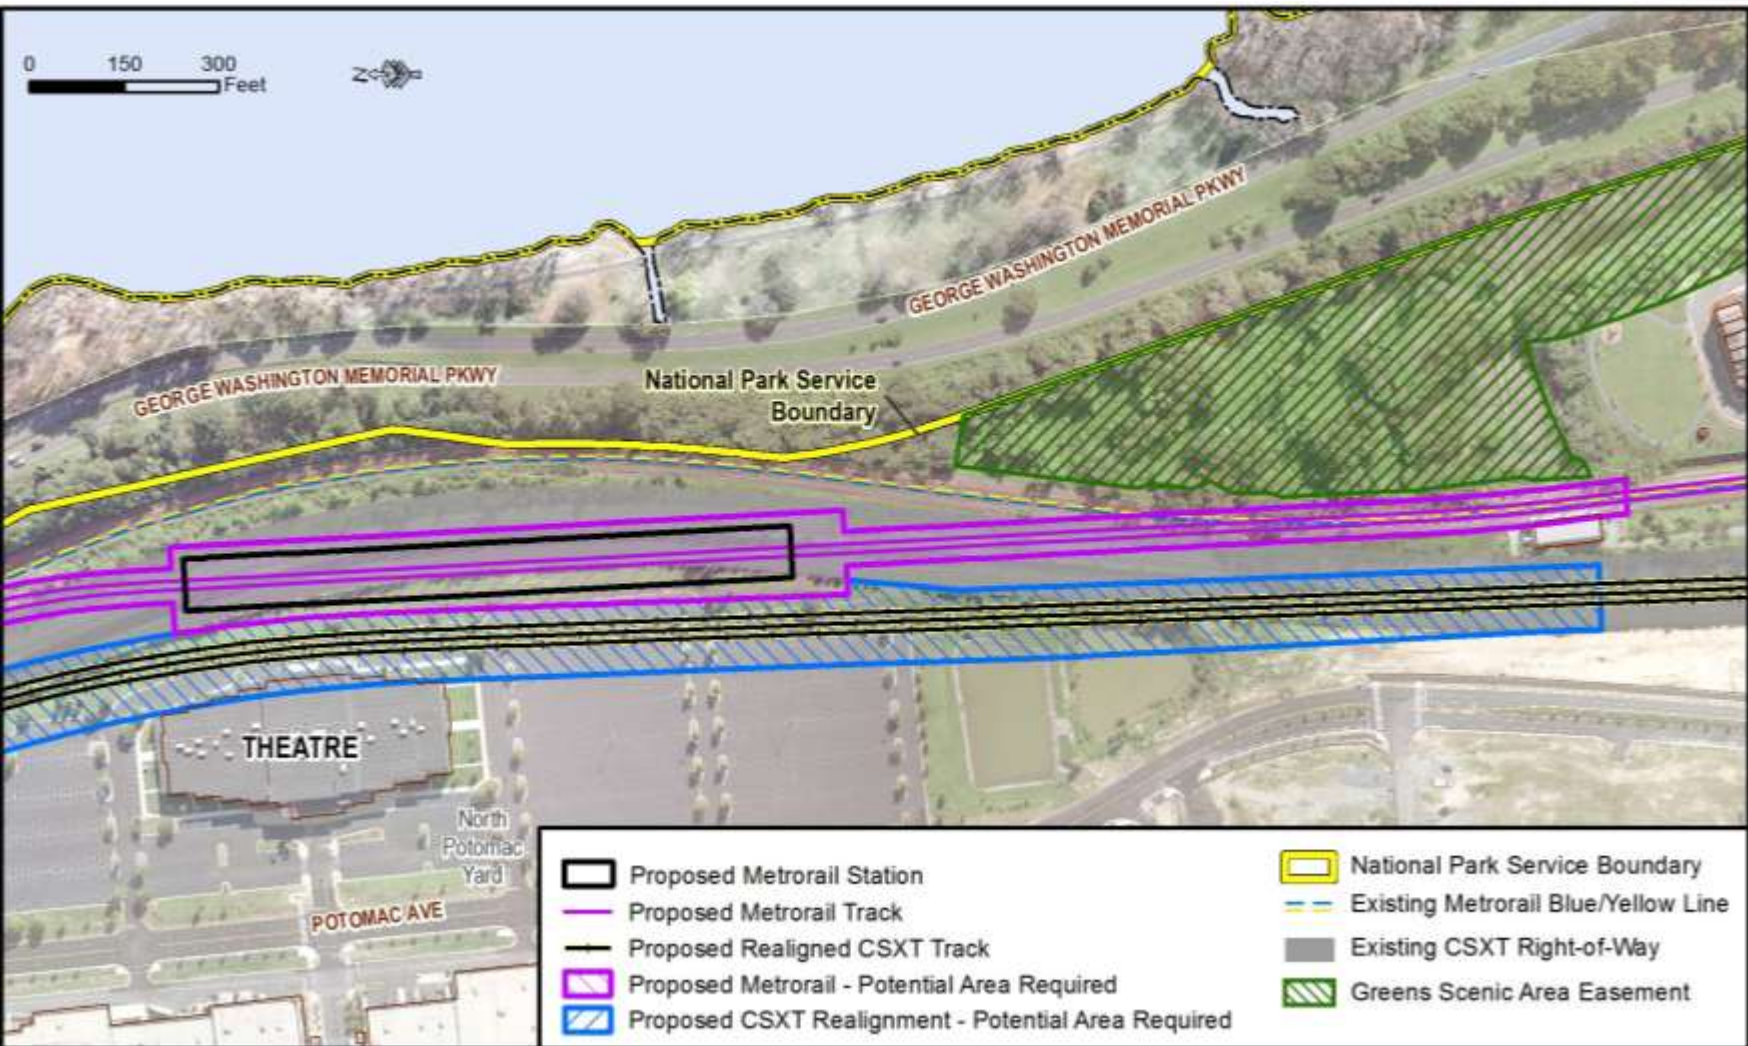 0 150 300
Feet
N
GEORGE WASHINGTON MEMORIAL PKWY
GEORGE WASHINGTON MEMORIAL PKWY
National Park Service
Boundary
THEATRE
North
Potomac
Yard
POTOMAC AVE
Proposed Metrorail Station
Proposed Metrorail Track
Proposed Realigned CSXT Track
Proposed Metrorail - Potential Area Required
Proposed CSXT Realignment - Potential Area Required
National Park Service Boundary
Existing Metrorail Blue/Yellow Line
Existing CSXT Right-of-Way
Greens Scenic Area Easement